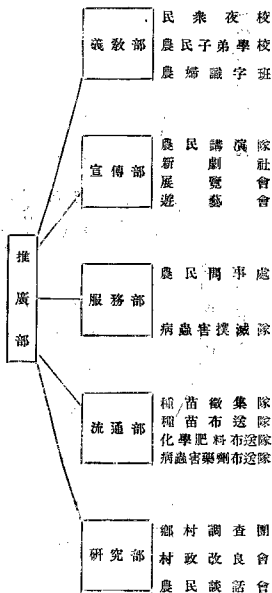 推廣部
義教部
民衆夜校
農民子弟學校
農婦識字班
宣傳部
農民講演隊
新劇社
展覽會
遊藝會
服務部
農民問事處
病蟲害撲滅隊
流通部
種苗徵集隊
種苗布送隊
化學肥料布送隊
病蟲害藥劑布送隊
研究部
鄉村調查團
村政改良會
農民談話會